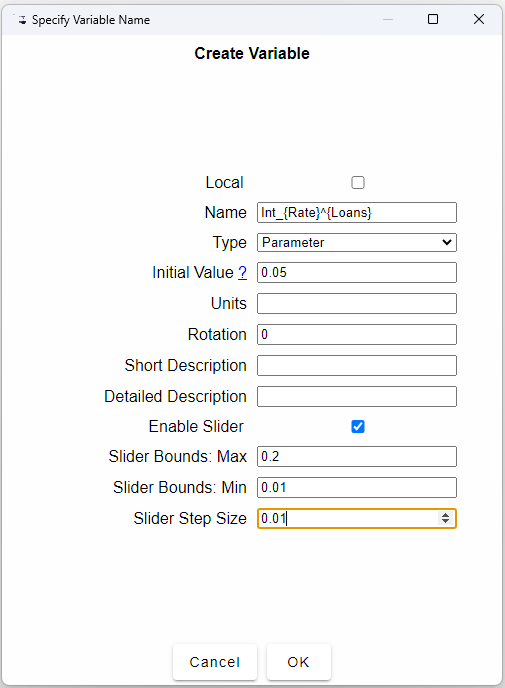 Specify Variable Name
Create Variable
Local
Name Int_{Rate}^{Loans}
Type Parameter
Initial Value ? 0.05
Units
Rotation 0
Short Description
Detailed Description
Enable Slider
Slider Bounds: Max 0.2
Slider Bounds: Min 0.01
Slider Step Size 0.01
Cancel OK